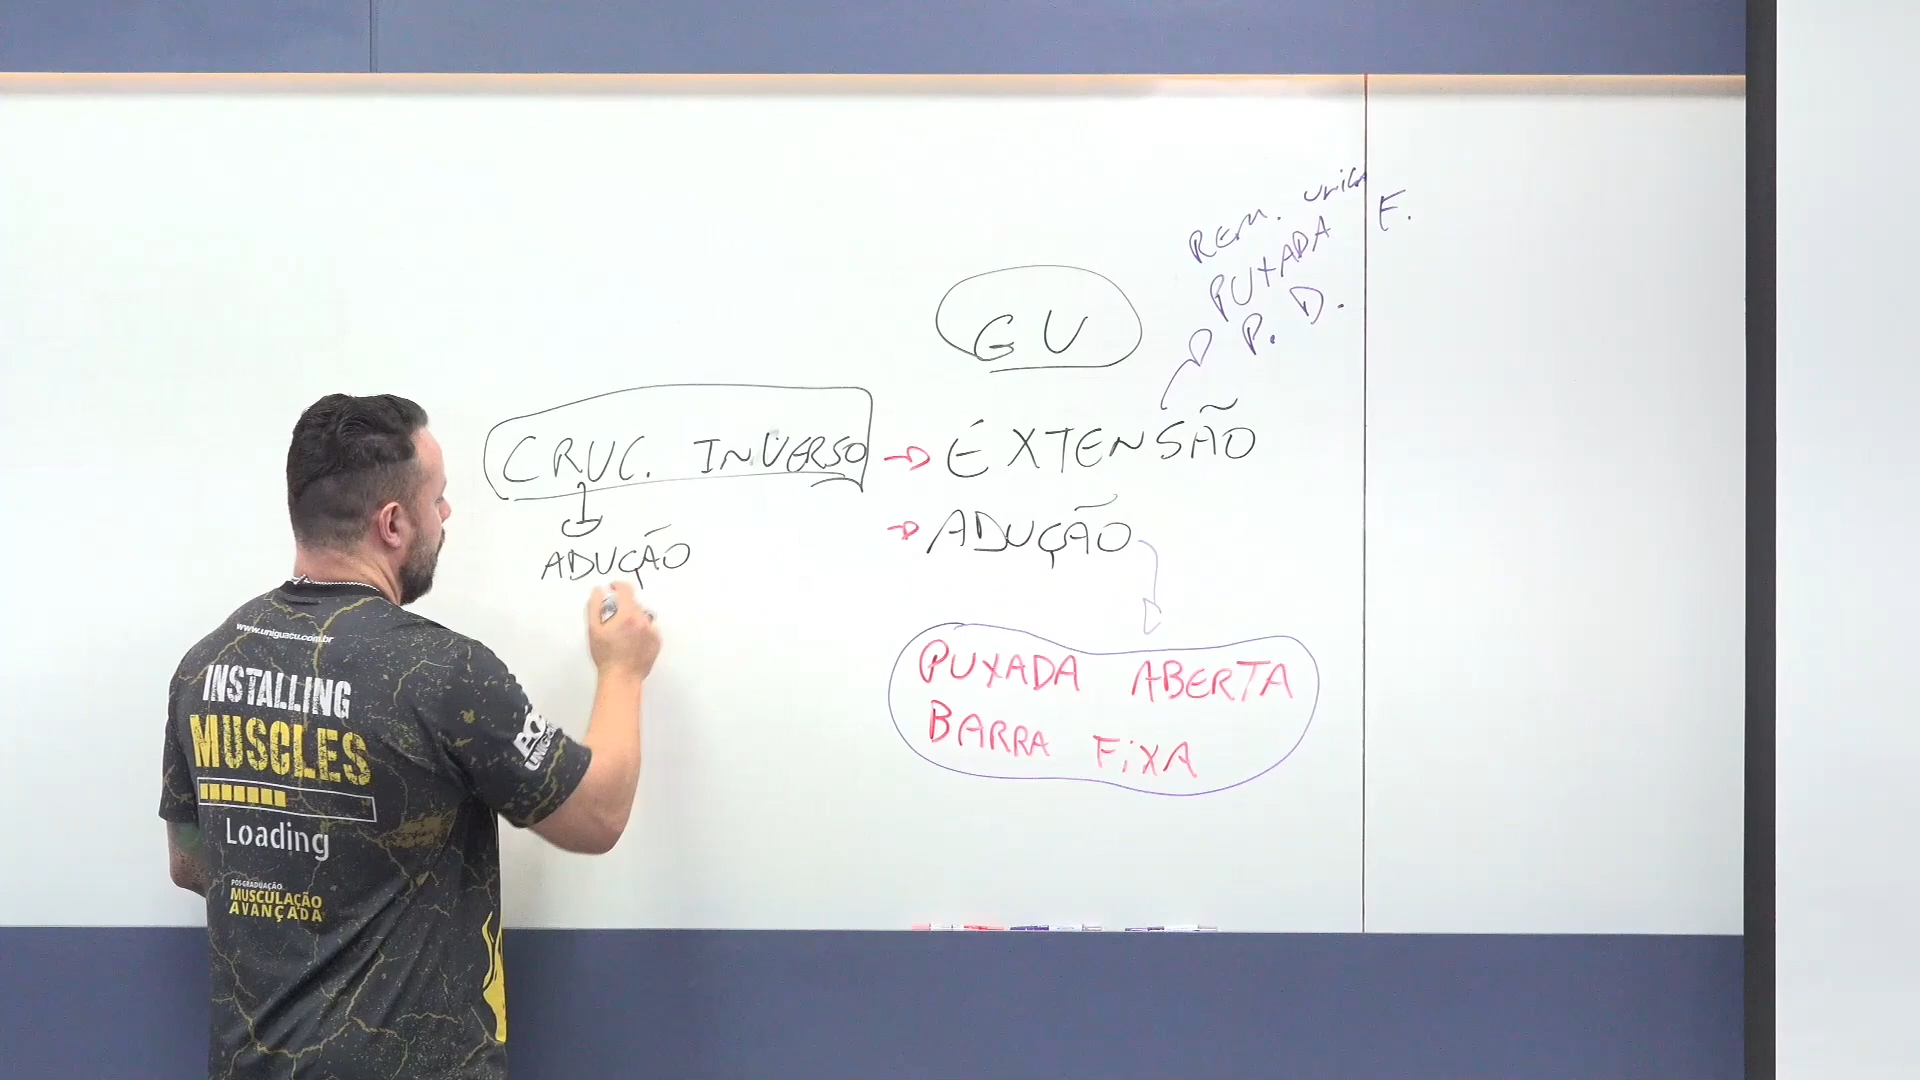 REM. unila
PUXADA F.
P. D.
GU
CRUC. INVERSO → EXTENSÃO
→ ADUÇÃO
ADUÇÃO
PUXADA ABERTA
BARRA FIXA
www.uniguacu.com.br
INSTALLING
MUSCLES
Loading
PÓS-GRADUAÇÃO
MUSCULAÇÃO
AVANÇADA